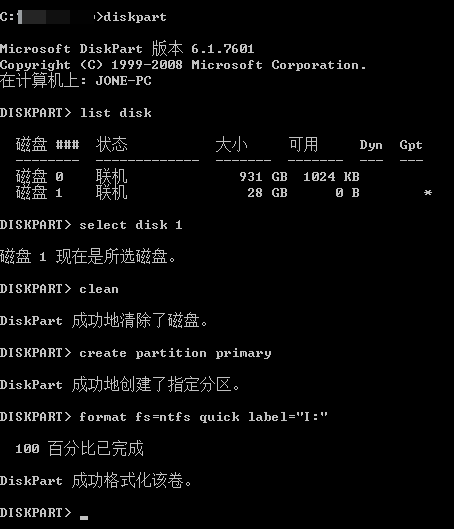 C:\>diskpart
Microsoft DiskPart 版本 6.1.7601
Copyright (C) 1999-2008 Microsoft Corporation.
在计算机上: JONE-PC
DISKPART> list disk
磁盘 ### 状态 大小 可用 Dyn Gpt
-------- ------------- ------- ------- --- ---
磁盘 0 联机 931 GB 1024 KB
磁盘 1 联机 28 GB 0 B *
DISKPART> select disk 1
磁盘 1 现在是所选磁盘。
DISKPART> clean
DiskPart 成功地清除了磁盘。
DISKPART> create partition primary
DiskPart 成功地创建了指定分区。
DISKPART> format fs=ntfs quick label="I:"
100 百分比已完成
DiskPart 成功格式化该卷。
DISKPART> _